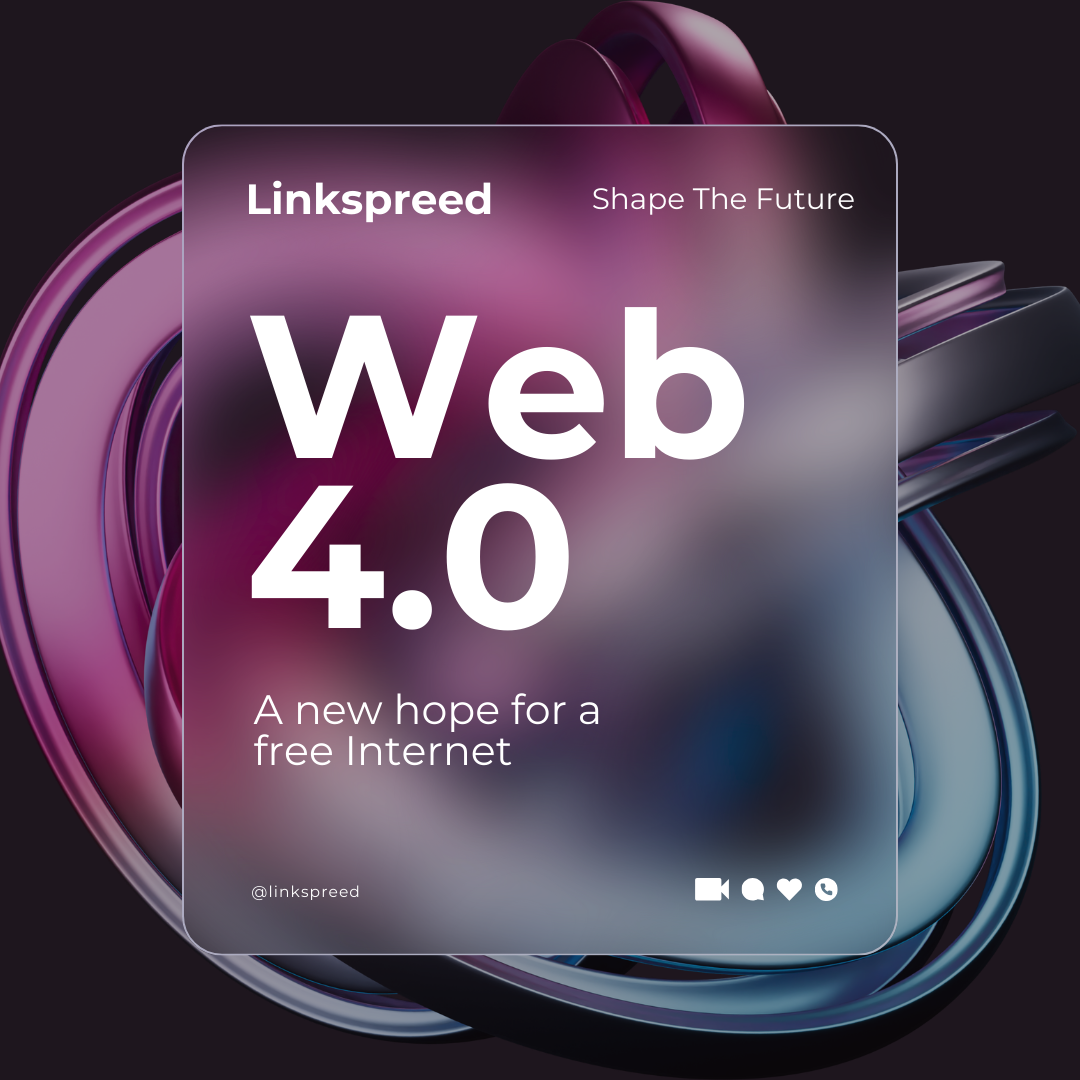 Linkspreed
Shape The Future
Web
4.0
A new hope for a
free Internet
@linkspreed